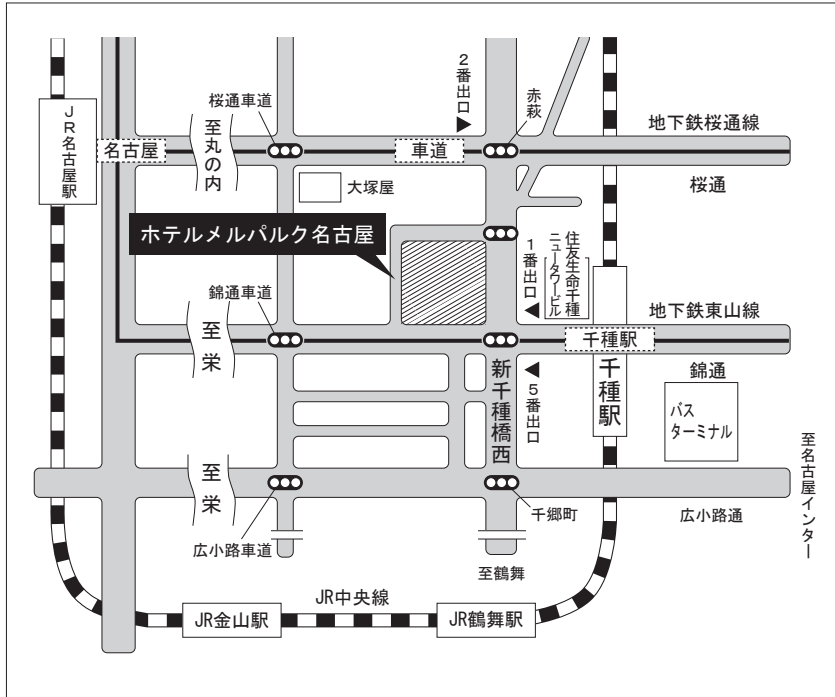 2番出口
桜通車道
赤萩
JR名古屋駅
名古屋
至丸の内
車道
地下鉄桜通線
桜通
大塚屋
ホテルメルパルク名古屋
1番出口
住友生命千種
ニュータワービル
錦通車道
地下鉄東山線
至栄
千種駅
新千種橋西
5番出口
千種駅
錦通
バス
ターミナル
至名古屋インター
至栄
千郷町
広小路通
広小路車道
至鶴舞
JR中央線
JR金山駅
JR鶴舞駅